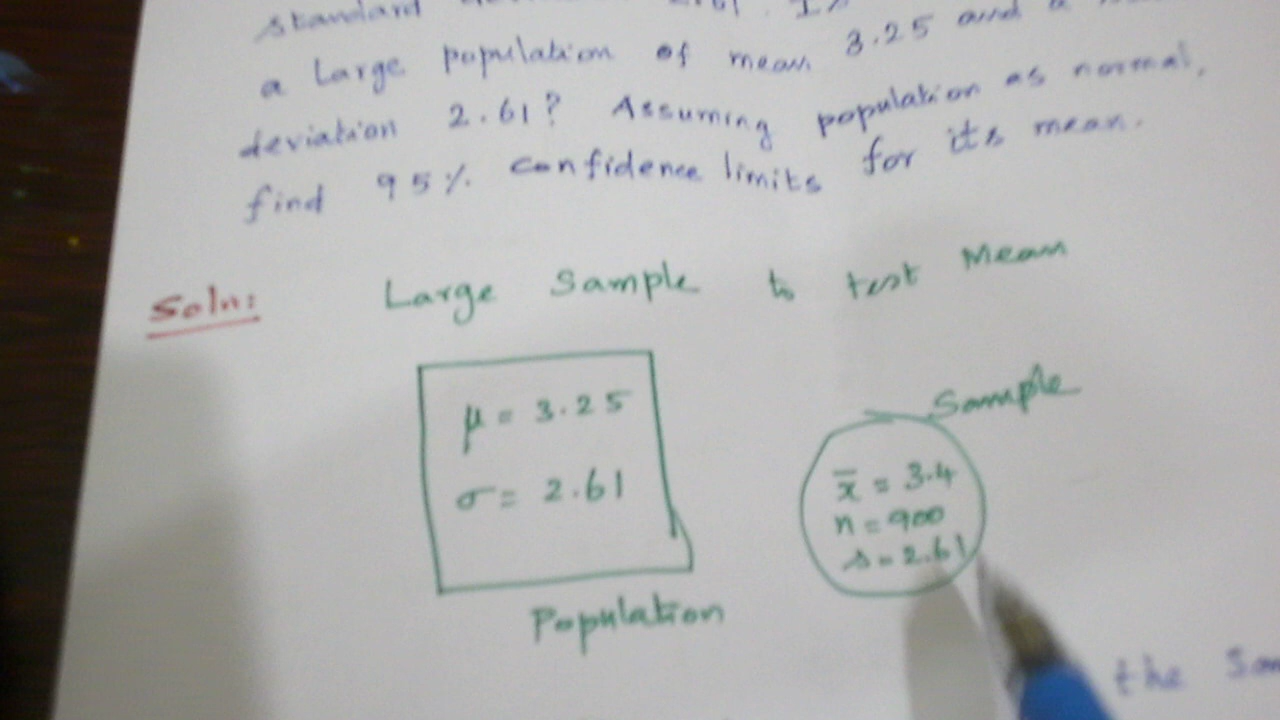 standard
a large population of mean 3.25 and a
deviation 2.61? Assuming population as normal,
find 95% confidence limits for its mean.
Soln: Large Sample to test Mean
μ = 3.25
σ = 2.61
Population
Sample
x̄ = 3.4
n = 900
s = 2.61
the